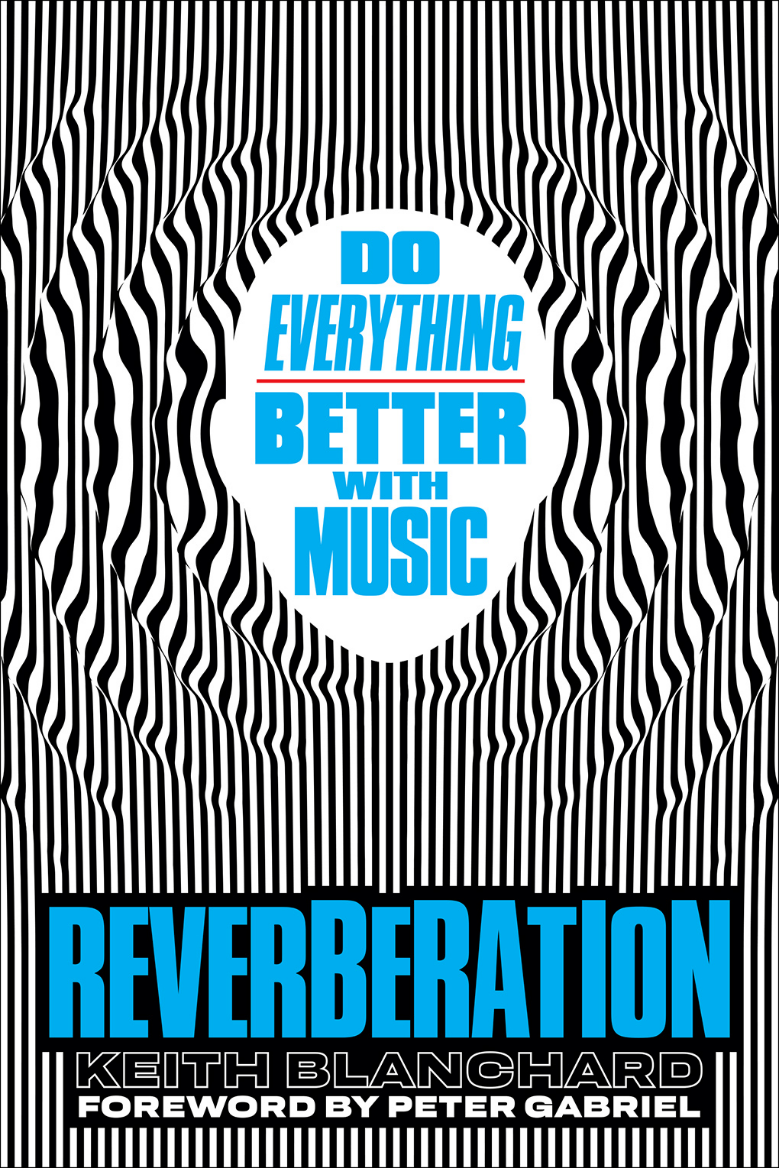 DO
EVERYTHING
BETTER
WITH
MUSIC
REVERBERATION
KEITH BLANCHARD
FOREWORD BY PETER GABRIEL